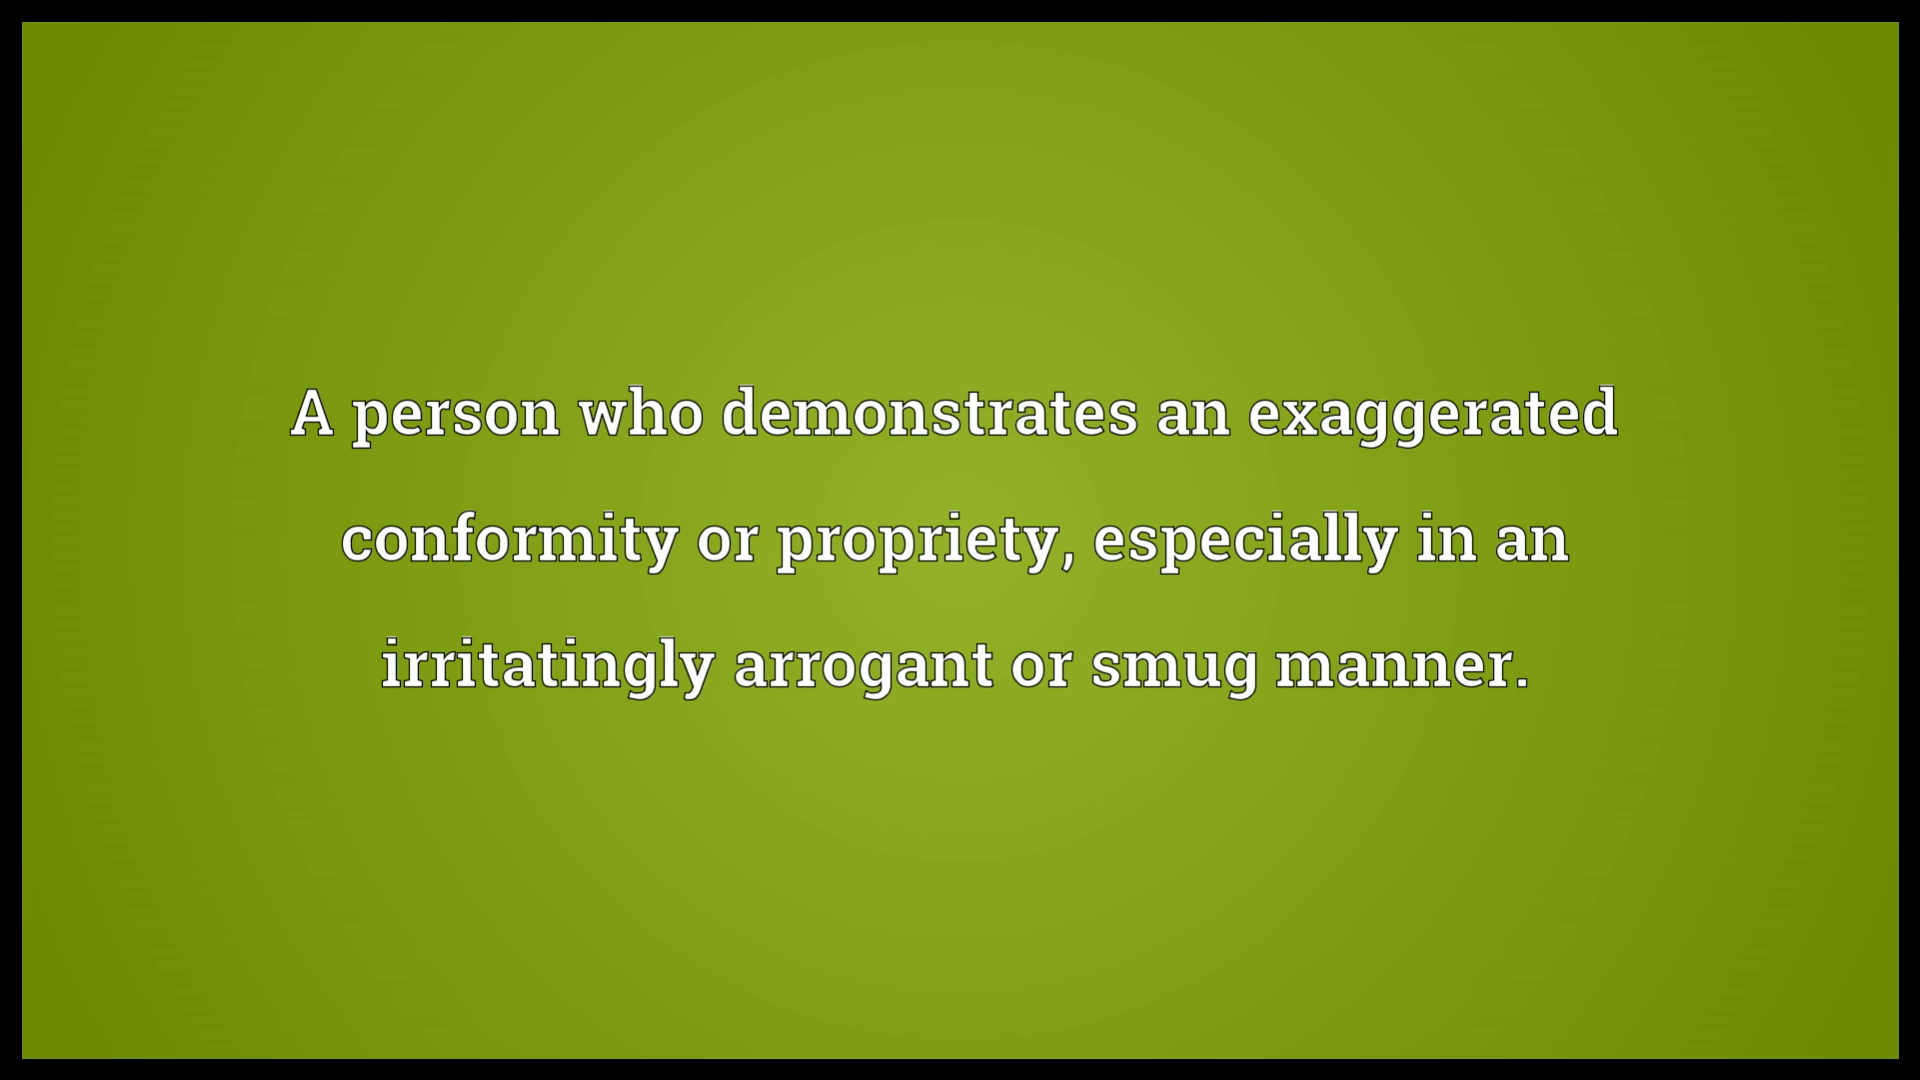 A person who demonstrates an exaggerated
conformity or propriety, especially in an
irritatingly arrogant or smug manner.